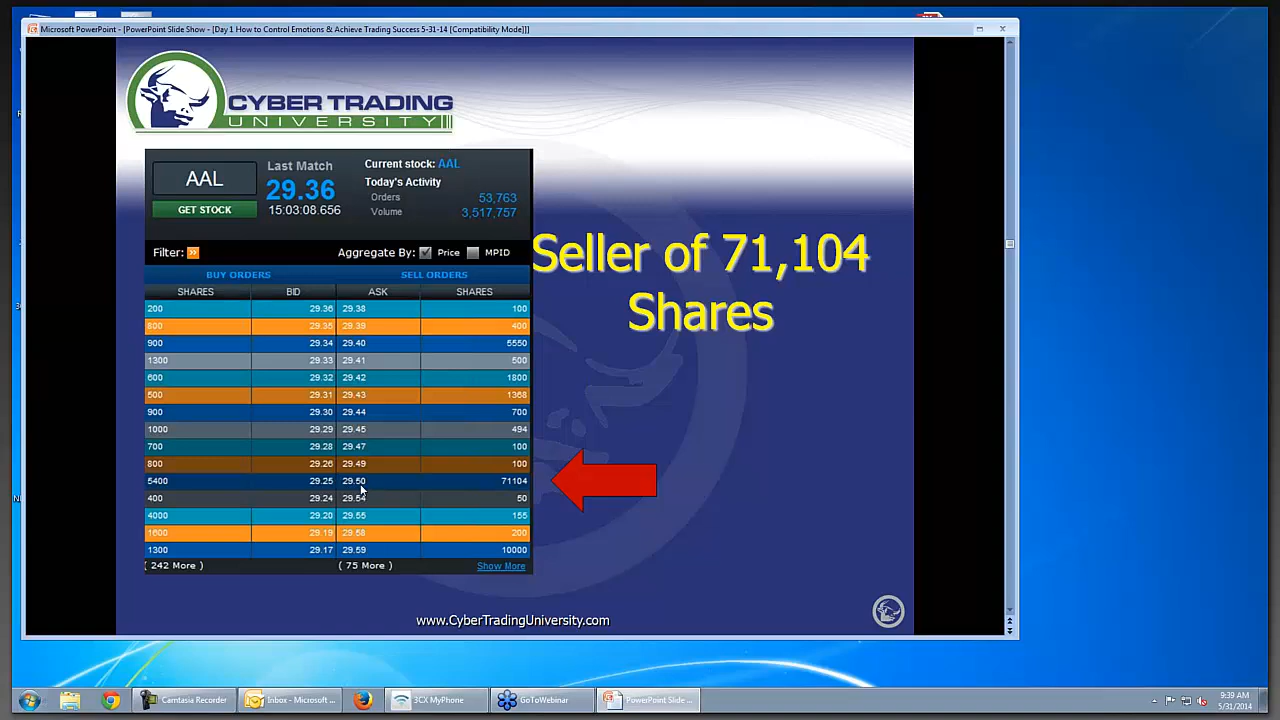 Microsoft PowerPoint - [PowerPoint Slide Show - [Day 1 How to Control Emotions & Achieve Trading Success 5-31-14 [Compatibility Mode]]]
CYBER TRADING
UNIVERSITY
AAL
GET STOCK
Last Match
29.36
15:03:08.656
Current stock: AAL
Today's Activity
Orders 53,763
Volume 3,517,757
Filter: Aggregate By: Price MPID
BUY ORDERS SELL ORDERS
SHARES BID ASK SHARES
200 29.36 29.38 100
800 29.35 29.39 400
900 29.34 29.40 5550
1300 29.33 29.41 500
600 29.32 29.42 1800
500 29.31 29.43 1368
900 29.30 29.44 700
1000 29.29 29.45 494
700 29.28 29.47 100
800 29.26 29.49 100
5400 29.25 29.50 71104
400 29.24 29.54 50
4000 29.20 29.55 155
1600 29.19 29.58 200
1300 29.17 29.59 10000
( 242 More ) ( 75 More ) Show More
Seller of 71,104
Shares
www.CyberTradingUniversity.com
Camtasia Recorder
Inbox - Microsoft ...
3CX MyPhone
GoToWebinar
PowerPoint Slide ...
9:39 AM
5/31/2014